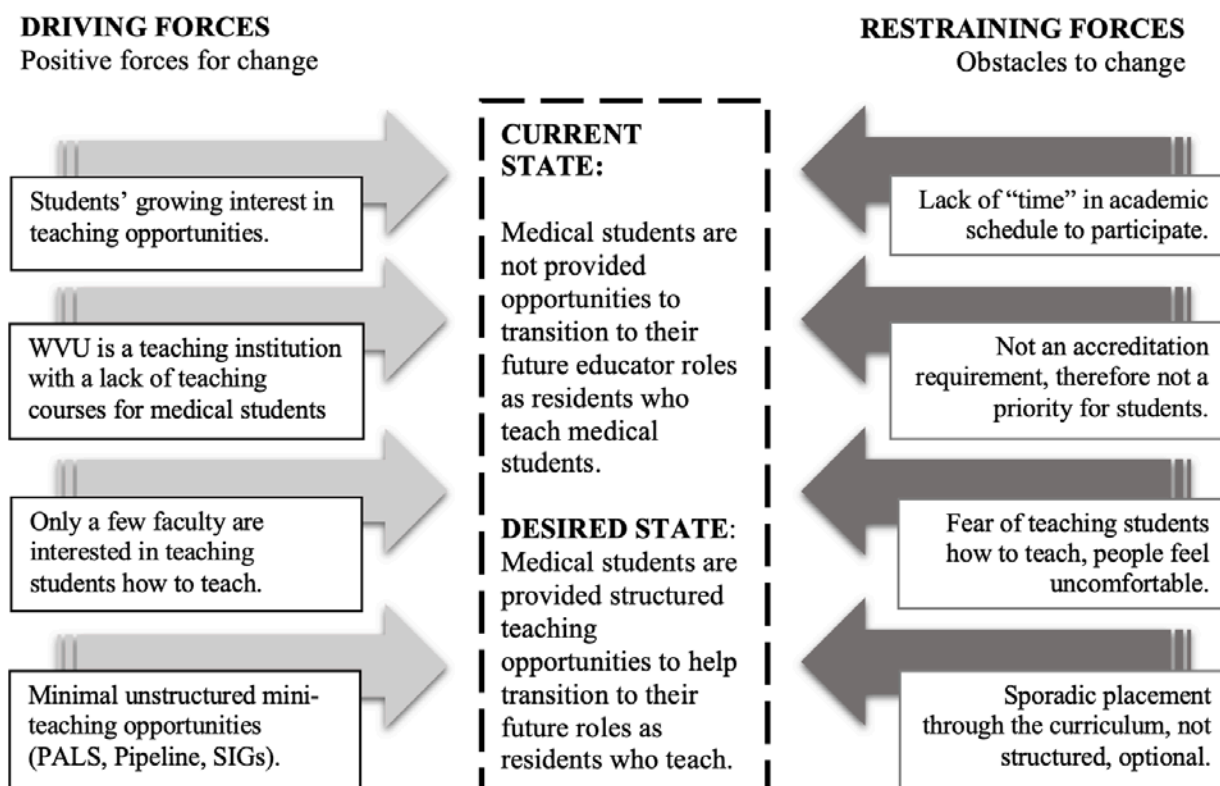 DRIVING FORCES
Positive forces for change
RESTRAINING FORCES
Obstacles to change
Students’ growing interest in
teaching opportunities.
WVU is a teaching institution
with a lack of teaching
courses for medical students
Only a few faculty are
interested in teaching
students how to teach.
Minimal unstructured mini-
teaching opportunities
(PALS, Pipeline, SIGs).
CURRENT
STATE:
Medical students are
not provided
opportunities to
transition to their
future educator roles
as residents who
teach medical
students.
DESIRED STATE:
Medical students are
provided structured
teaching
opportunities to help
transition to their
future roles as
residents who teach.
Lack of “time” in academic
schedule to participate.
Not an accreditation
requirement, therefore not a
priority for students.
Fear of teaching students
how to teach, people feel
uncomfortable.
Sporadic placement
through the curriculum, not
structured, optional.